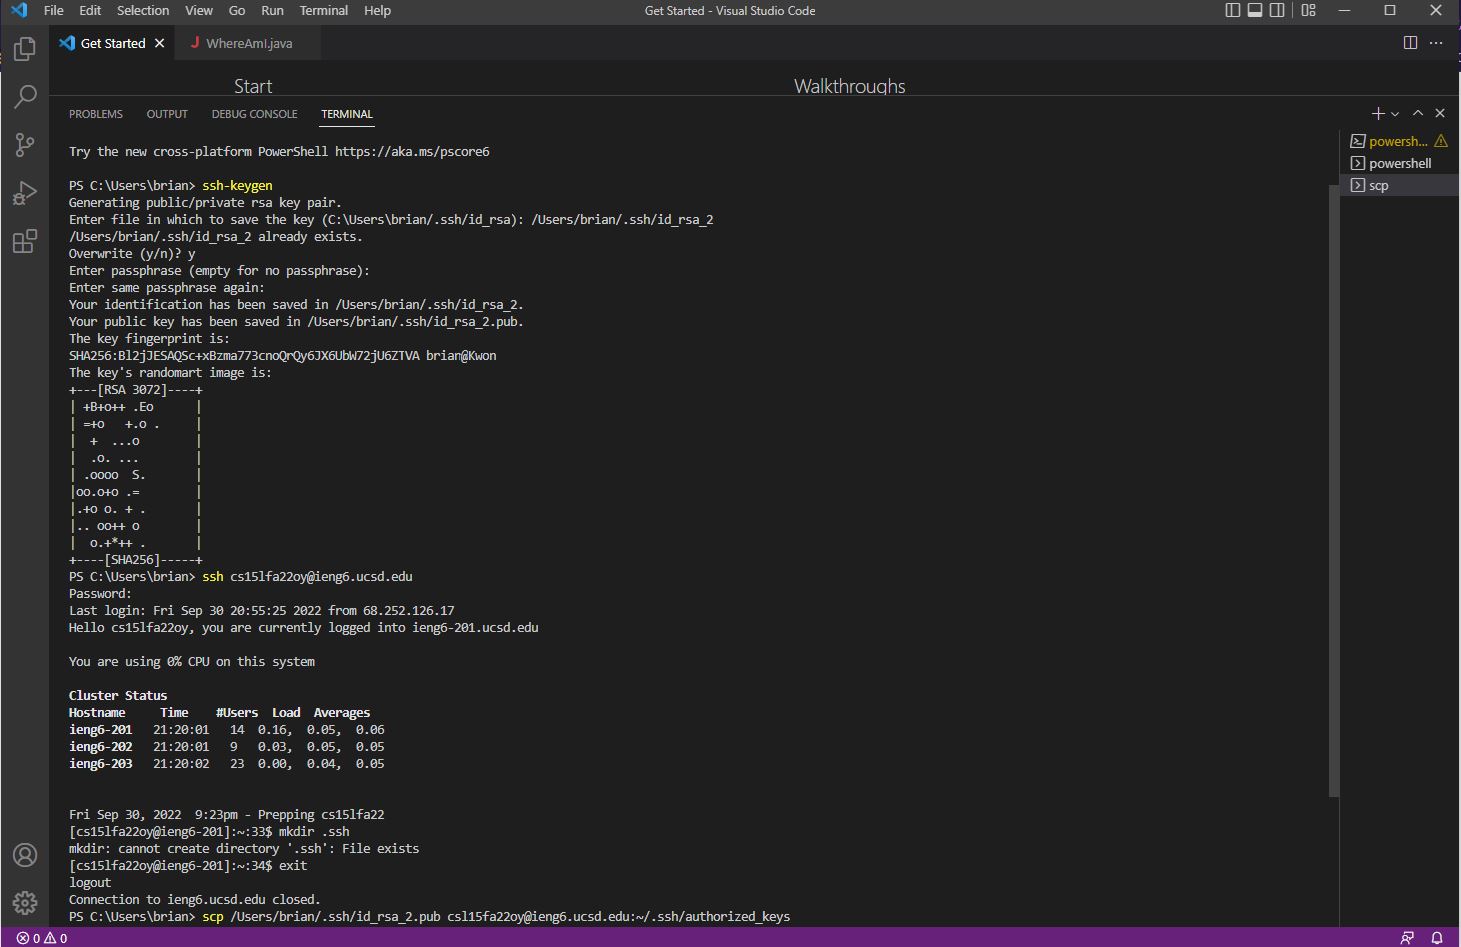 File Edit Selection View Go Run Terminal Help Get Started - Visual Studio Code
Get Started WhereAmI.java
Start Walkthroughs
PROBLEMS OUTPUT DEBUG CONSOLE TERMINAL
Try the new cross-platform PowerShell https://aka.ms/pscore6
powersh...
powershell
scp
PS C:\Users\brian> ssh-keygen
Generating public/private rsa key pair.
Enter file in which to save the key (C:\Users\brian/.ssh/id_rsa): /Users/brian/.ssh/id_rsa_2
/Users/brian/.ssh/id_rsa_2 already exists.
Overwrite (y/n)? y
Enter passphrase (empty for no passphrase):
Enter same passphrase again:
Your identification has been saved in /Users/brian/.ssh/id_rsa_2.
Your public key has been saved in /Users/brian/.ssh/id_rsa_2.pub.
The key fingerprint is:
SHA256:Bl2jJESAQSc+xBzma773cnoQrQy6JX6UbW72jU6ZTVA brian@Kwon
The key's randomart image is:
+---[RSA 3072]----+
| +B+o++ .Eo      |
| =+o   +.o .     |
|  +  ...o        |
|  .o. ...        |
| .oooo  S.       |
|oo.o+o .=        |
|.+o o. + .       |
|.. oo++ o        |
|  o.+*++ .       |
+----[SHA256]-----+
PS C:\Users\brian> ssh cs15lfa22oy@ieng6.ucsd.edu
Password:
Last login: Fri Sep 30 20:55:25 2022 from 68.252.126.17
Hello cs15lfa22oy, you are currently logged into ieng6-201.ucsd.edu
You are using 0% CPU on this system
Cluster Status
Hostname     Time    #Users  Load  Averages
ieng6-201   21:20:01   14  0.16,  0.05,  0.06
ieng6-202   21:20:01   9   0.03,  0.05,  0.05
ieng6-203   21:20:02   23  0.00,  0.04,  0.05
Fri Sep 30, 2022  9:23pm - Prepping cs15lfa22
[cs15lfa22oy@ieng6-201]:~:33$ mkdir .ssh
mkdir: cannot create directory '.ssh': File exists
[cs15lfa22oy@ieng6-201]:~:34$ exit
logout
Connection to ieng6.ucsd.edu closed.
PS C:\Users\brian> scp /Users/brian/.ssh/id_rsa_2.pub csl15fa22oy@ieng6.ucsd.edu:~/.ssh/authorized_keys
0 0